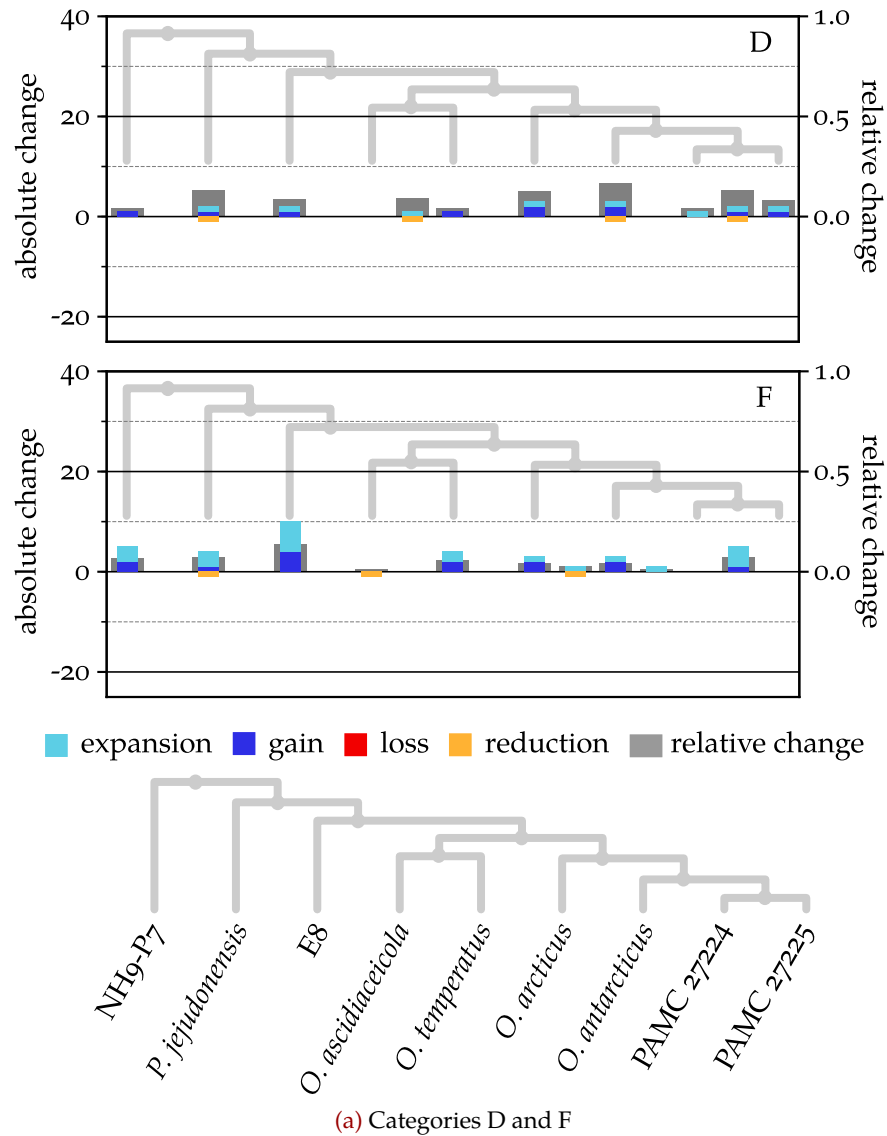 40
1.0
D
absolute change
relative change
20
0.5
0
0.0
-20
40
1.0
F
absolute change
relative change
20
0.5
0
0.0
-20
expansion gain loss reduction relative change
NH9-P7
P. jejudonensis
E8
O. ascidiaceicola
O. temperatus
O. arcticus
O. antarcticus
PAMC 27224
PAMC 27225
(a) Categories D and F